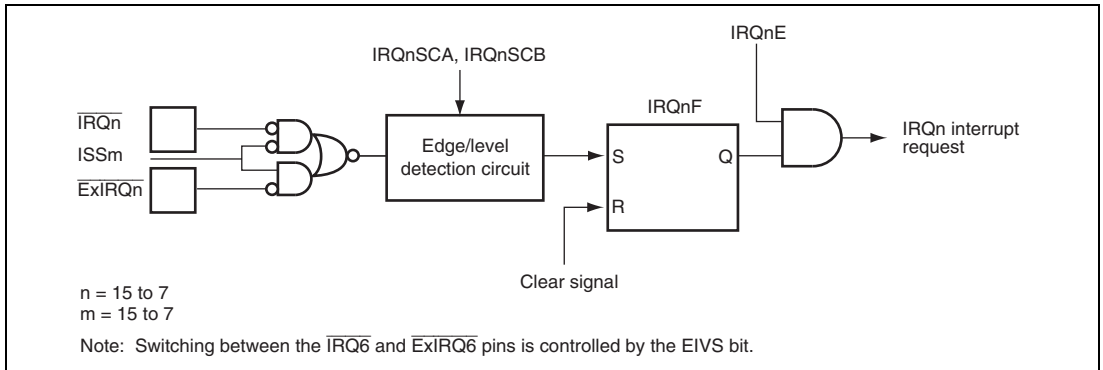 IRQnE
IRQnSCA, IRQnSCB
IRQnF
IRQn
ISSm
ExIRQn
Edge/level
detection circuit
S
Q
R
IRQn interrupt
request
Clear signal
n = 15 to 7
m = 15 to 7
Note: Switching between the IRQ6 and ExIRQ6 pins is controlled by the EIVS bit.